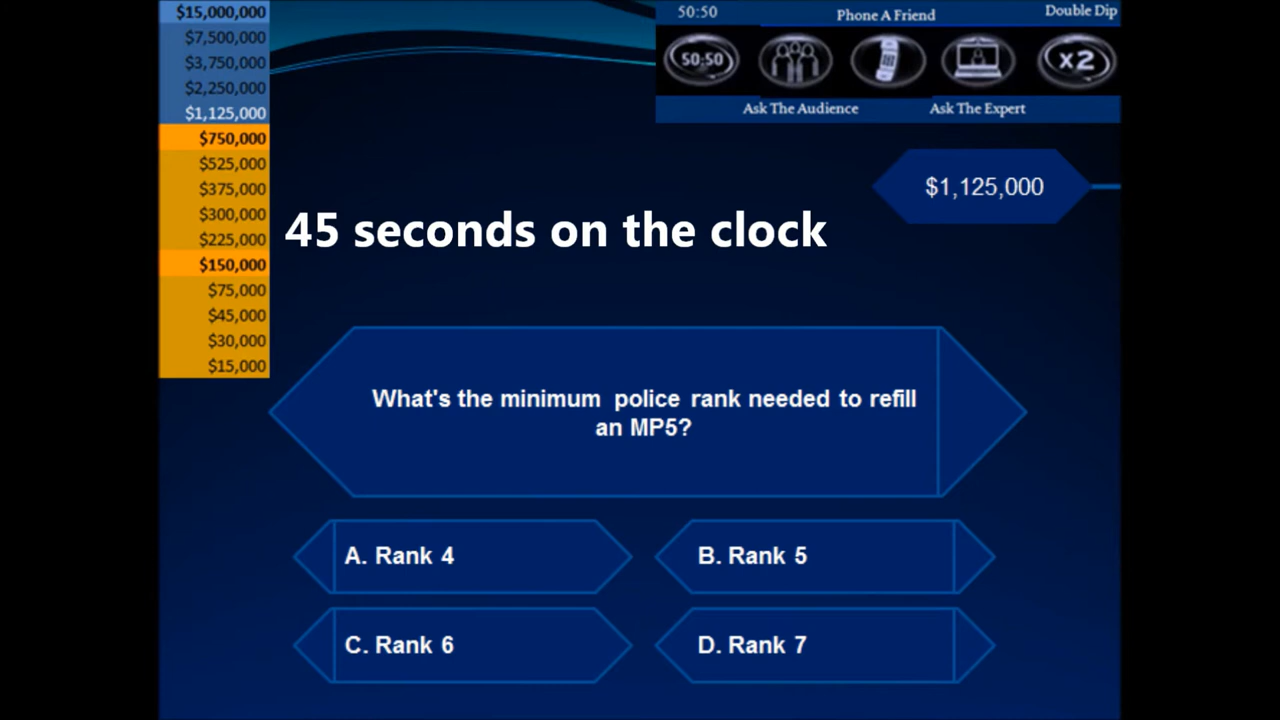 $15,000,000
$7,500,000
$3,750,000
$2,250,000
$1,125,000
$750,000
$525,000
$375,000
$300,000
$225,000
$150,000
$75,000
$45,000
$30,000
$15,000
50:50
Phone A Friend
Double Dip
50:50
x2
Ask The Audience
Ask The Expert
$1,125,000
45 seconds on the clock
What's the minimum police rank needed to refill
an MP5?
A. Rank 4
B. Rank 5
C. Rank 6
D. Rank 7